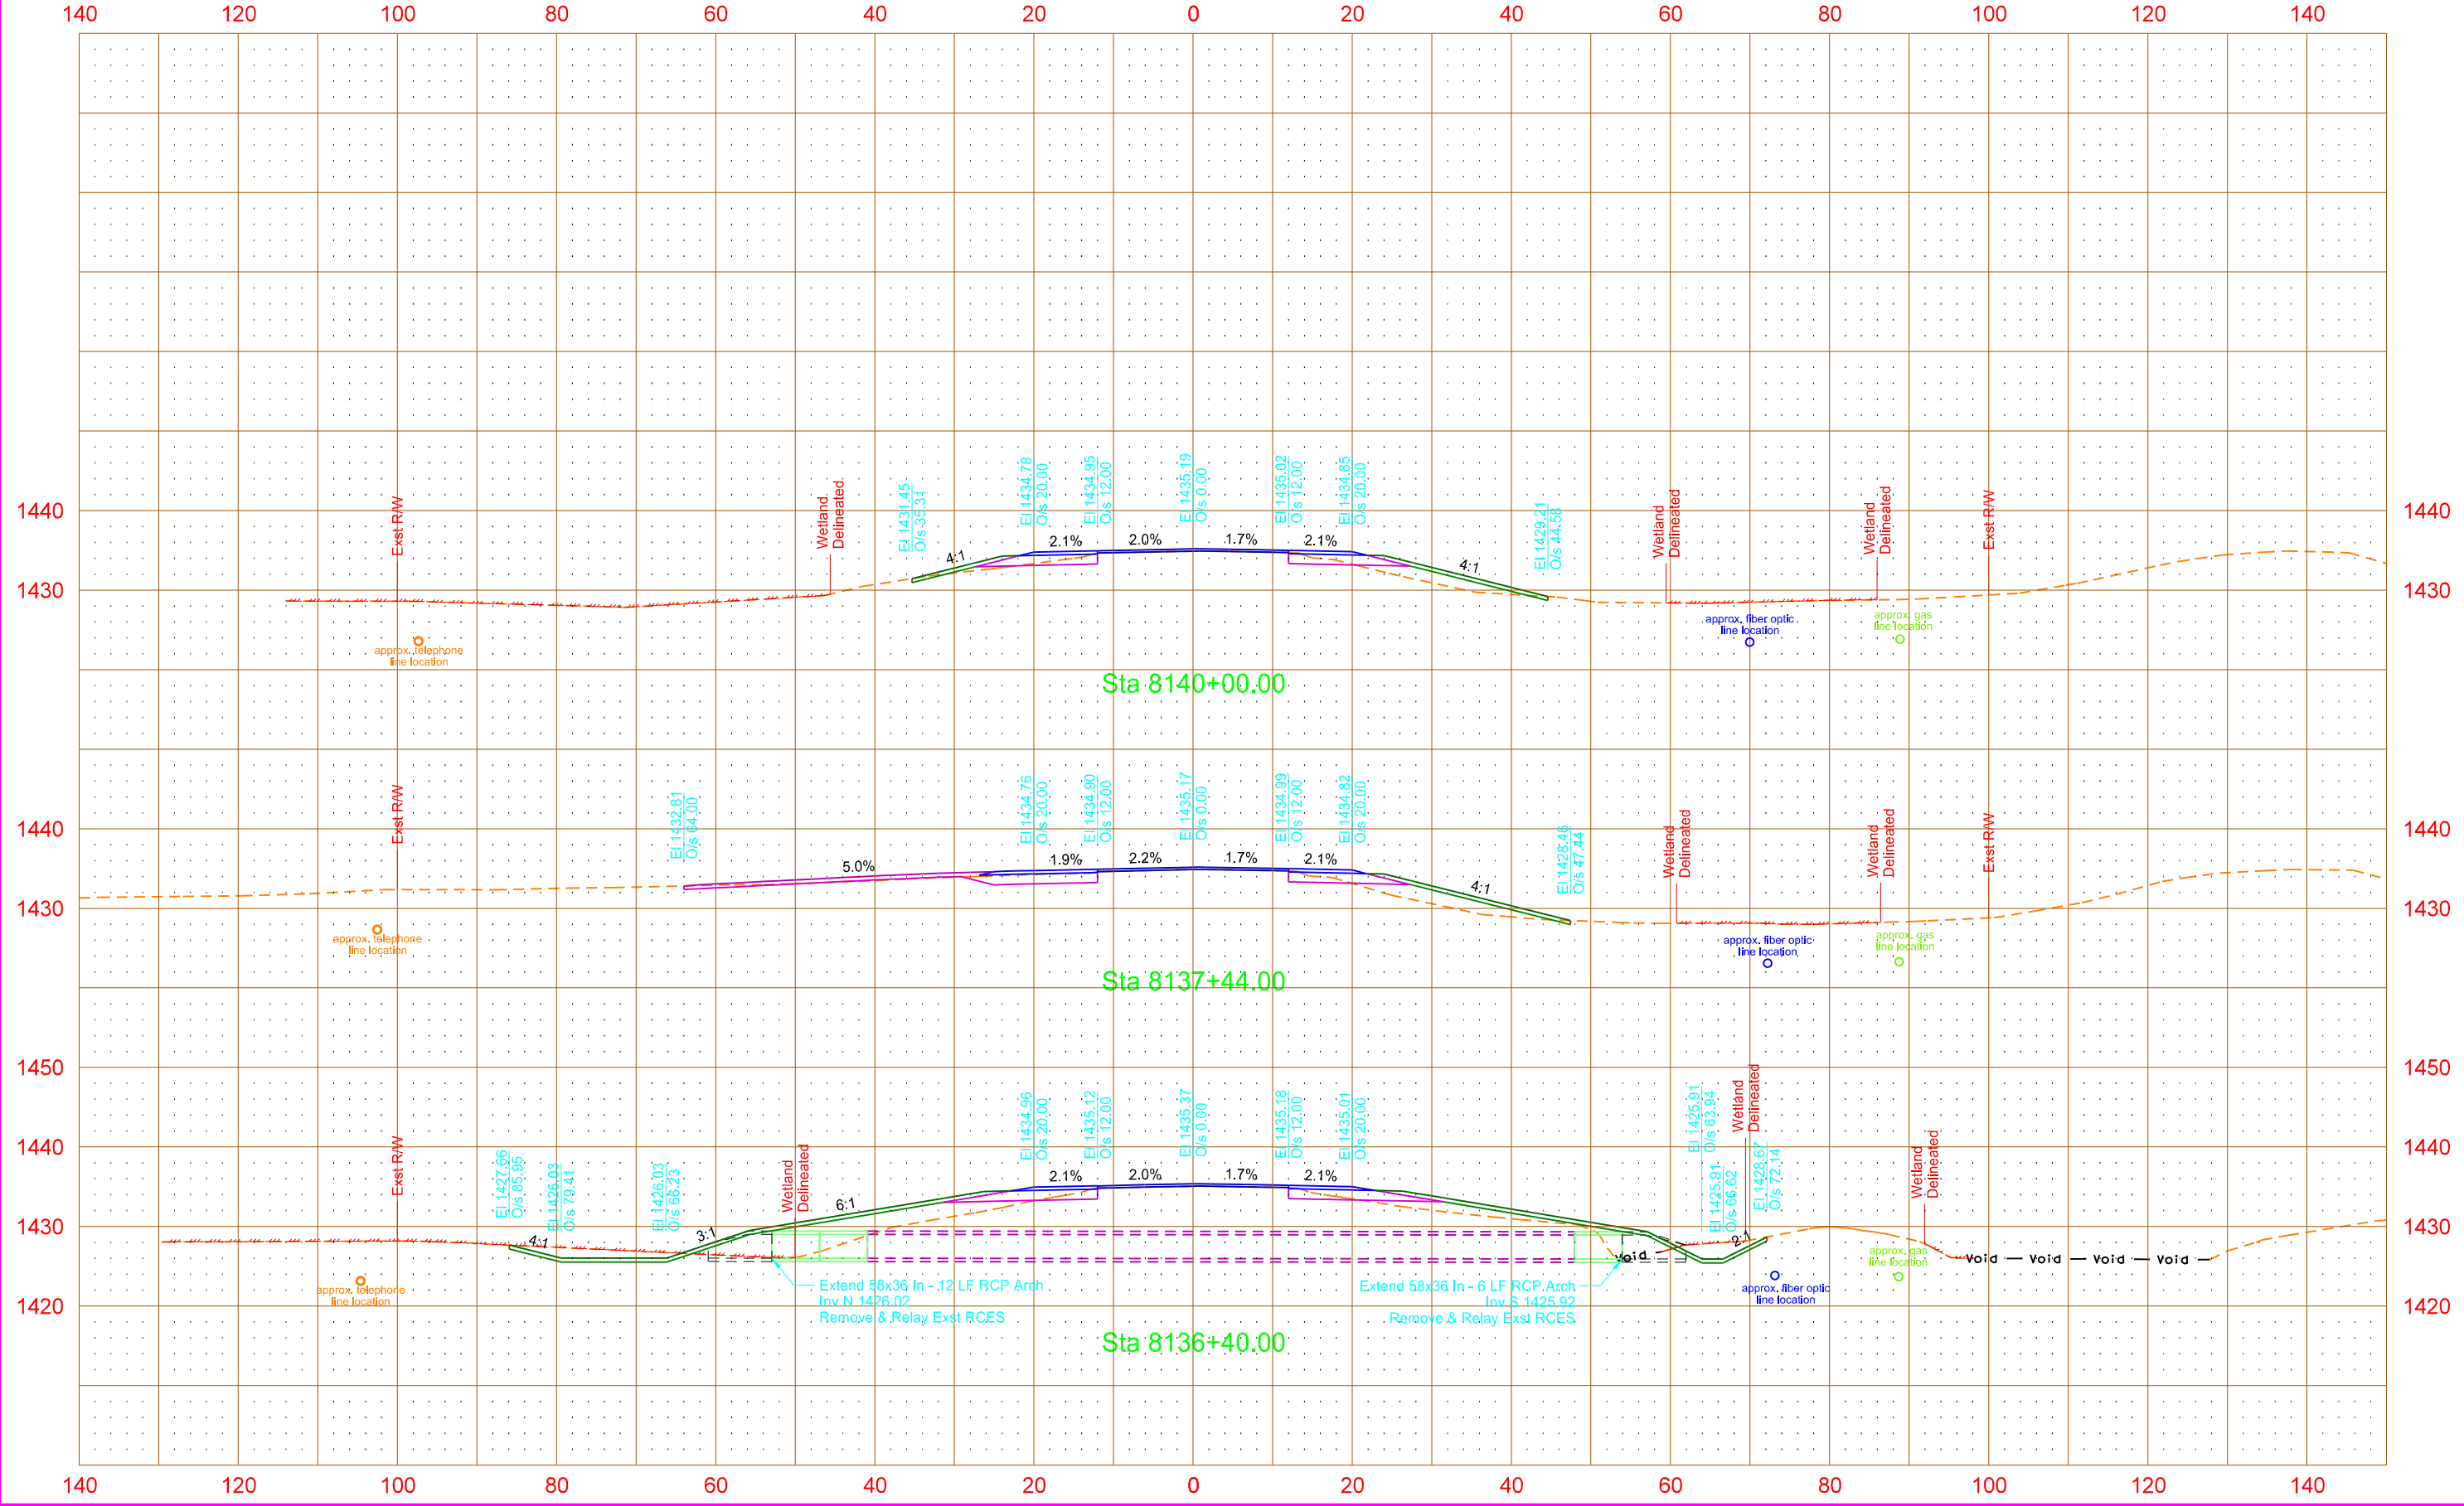 140 120 100 80 60 40 20 0 20 40 60 80 100 120 140
1440 1440
1430 1430
Exst R/W
Wetland
Delineated
El 1431.45
O/s 35.31
El 1434.78
O/s 20.00
El 1434.95
O/s 12.00
El 1435.19
O/s 0.00
El 1435.02
O/s 12.00
El 1434.85
O/s 20.00
El 1429.21
O/s 44.58
Wetland
Delineated
Wetland
Delineated
Exst R/W
4:1 2.1% 2.0% 1.7% 2.1% 4:1
approx. telephone
line location
approx. fiber optic
line location
approx. gas
line location
Sta 8140+00.00
1440 1440
1430 1430
Exst R/W
El 1432.81
O/s 64.00
El 1434.76
O/s 20.00
El 1434.90
O/s 12.00
El 1435.17
O/s 0.00
El 1434.99
O/s 12.00
El 1434.82
O/s 20.00
El 1428.46
O/s 47.44
Wetland
Delineated
Wetland
Delineated
Exst R/W
5.0% 1.9% 2.2% 1.7% 2.1% 4:1
approx. telephone
line location
approx. fiber optic
line location
approx. gas
line location
Sta 8137+44.00
1450 1450
1440 1440
1430 1430
1420 1420
Exst R/W
El 1427.66
O/s 85.95
El 1426.03
O/s 79.41
El 1426.03
O/s 66.23
Wetland
Delineated
El 1434.96
O/s 20.00
El 1435.12
O/s 12.00
El 1435.37
O/s 0.00
El 1435.18
O/s 12.00
El 1435.01
O/s 20.00
El 1425.91
O/s 63.94
El 1425.91
O/s 66.62
Wetland
Delineated
El 1428.67
O/s 72.14
Wetland
Delineated
4:1 3:1 6:1 2.1% 2.0% 1.7% 2.1% 2:1
void void void void void
approx. telephone
line location
Extend 58x36 In - 12 LF RCP Arch
Inv N 1426.02
Remove & Relay Exst RCES
Extend 58x36 In - 6 LF RCP Arch
Inv S 1425.92
Remove & Relay Exst RCES
approx. fiber optic
line location
approx. gas
line location
Sta 8136+40.00
140 120 100 80 60 40 20 0 20 40 60 80 100 120 140